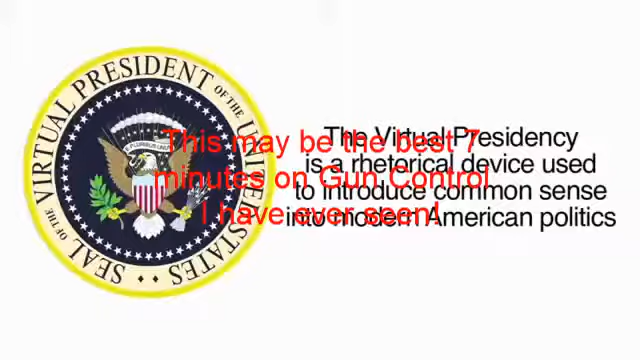 SEAL OF THE VIRTUAL PRESIDENT OF THE UNITED STATES
E PLURIBUS UNUM
The Virtual Presidency
is a rhetorical device used
to introduce common sense
into modern American politics
This may be the best 7
minutes on Gun Control
I have ever seen!